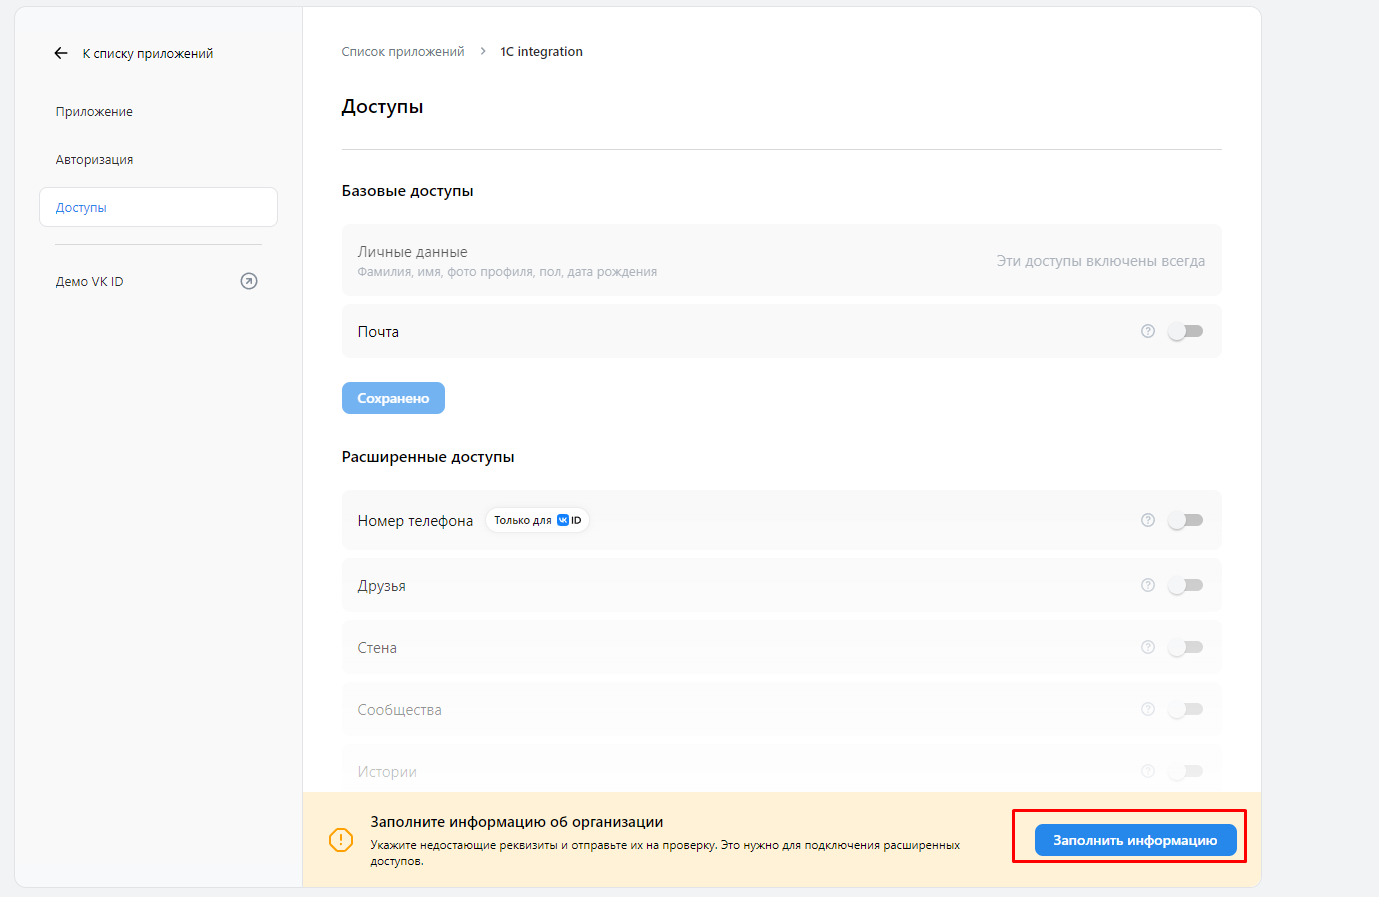 К списку приложений
Приложение
Авторизация
Доступы
Демо VK ID
Список приложений > 1C integration
Доступы
Базовые доступы
Личные данные
Фамилия, имя, фото профиля, пол, дата рождения
Эти доступы включены всегда
Почта
Сохранено
Расширенные доступы
Номер телефона Только для VK ID
Друзья
Стена
Сообщества
Истории
Заполните информацию об организации
Укажите недостающие реквизиты и отправьте их на проверку. Это нужно для подключения расширенных
доступов.
Заполнить информацию